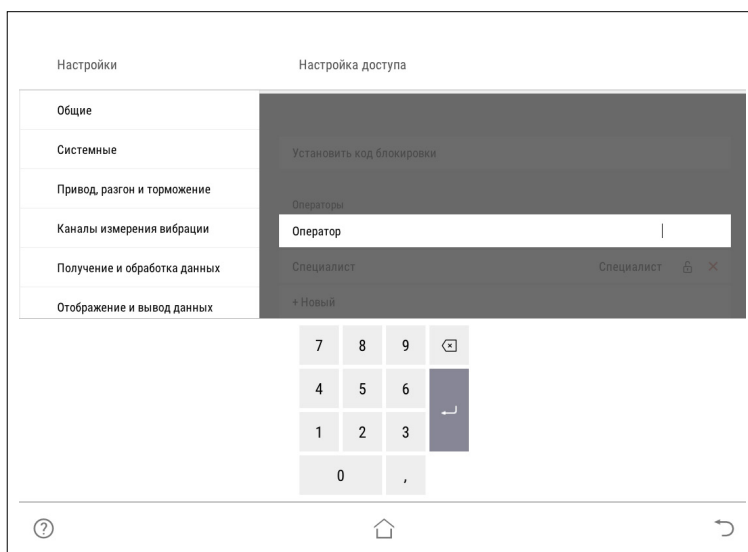 Настройки
Настройка доступа
Общие
Системные
Установить код блокировки
Привод, разгон и торможение
Операторы
Каналы измерения вибрации
Оператор
Получение и обработка данных
Специалист
Специалист
Отображение и вывод данных
+ Новый
7 8 9
4 5 6
1 2 3
0 ,
?